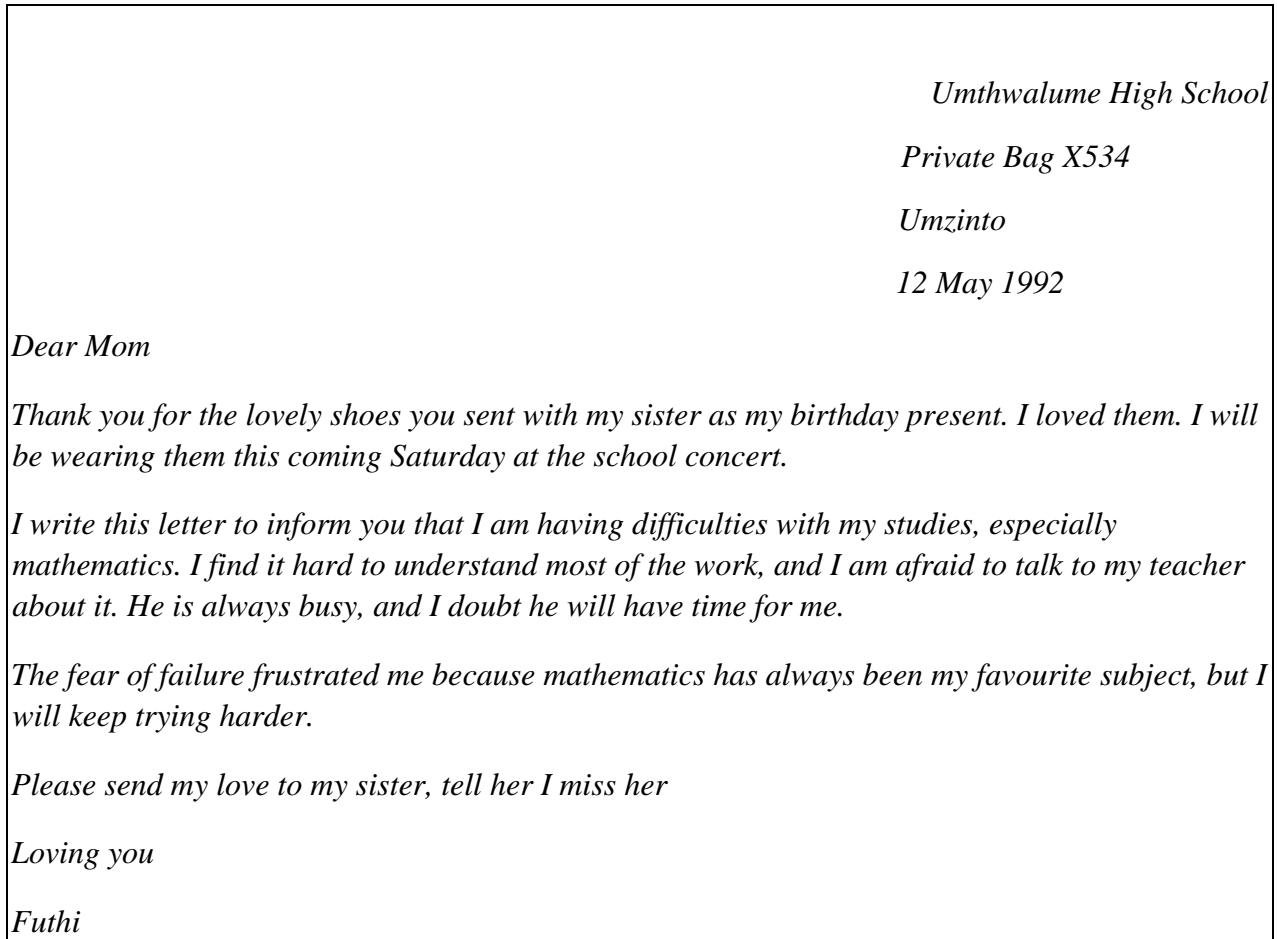 Umthwalume High School
Private Bag X534
Umzinto
12 May 1992
Dear Mom
Thank you for the lovely shoes you sent with my sister as my birthday present. I loved them. I will
be wearing them this coming Saturday at the school concert.
I write this letter to inform you that I am having difficulties with my studies, especially
mathematics. I find it hard to understand most of the work, and I am afraid to talk to my teacher
about it. He is always busy, and I doubt he will have time for me.
The fear of failure frustrated me because mathematics has always been my favourite subject, but I
will keep trying harder.
Please send my love to my sister, tell her I miss her
Loving you
Futhi